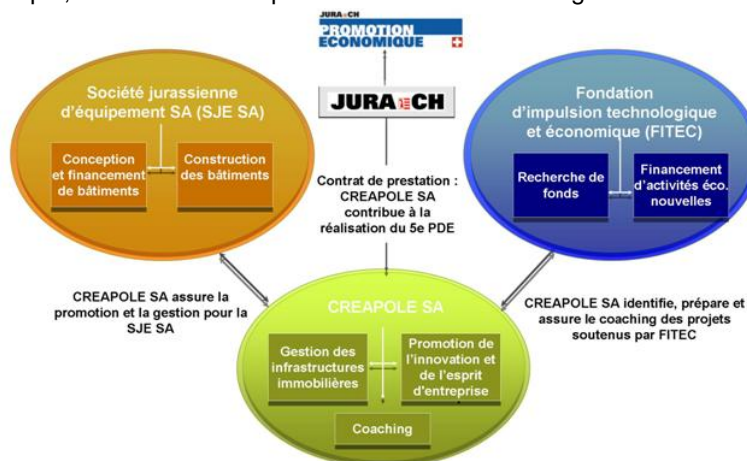 JURA CH
PROMOTION
ECONOMIQUE
JURA CH
Société jurassienne
d'équipement SA (SJE SA)
Conception
et financement
de bâtiments
Construction
des bâtiments
Fondation
d'impulsion technologique
et économique (FITEC)
Recherche de
fonds
Financement
d'activités éco.
nouvelles
Contrat de prestation :
CREAPOLE SA
contribue à la
réalisation du 5e PDE
CREAPOLE SA assure la
promotion et la gestion pour la
SJE SA
CREAPOLE SA identifie, prépare et
assure le coaching des projets
soutenus par FITEC
CREAPOLE SA
Gestion des
infrastructures
immobilières
Promotion de
l'innovation et
de l'esprit
d'entreprise
Coaching